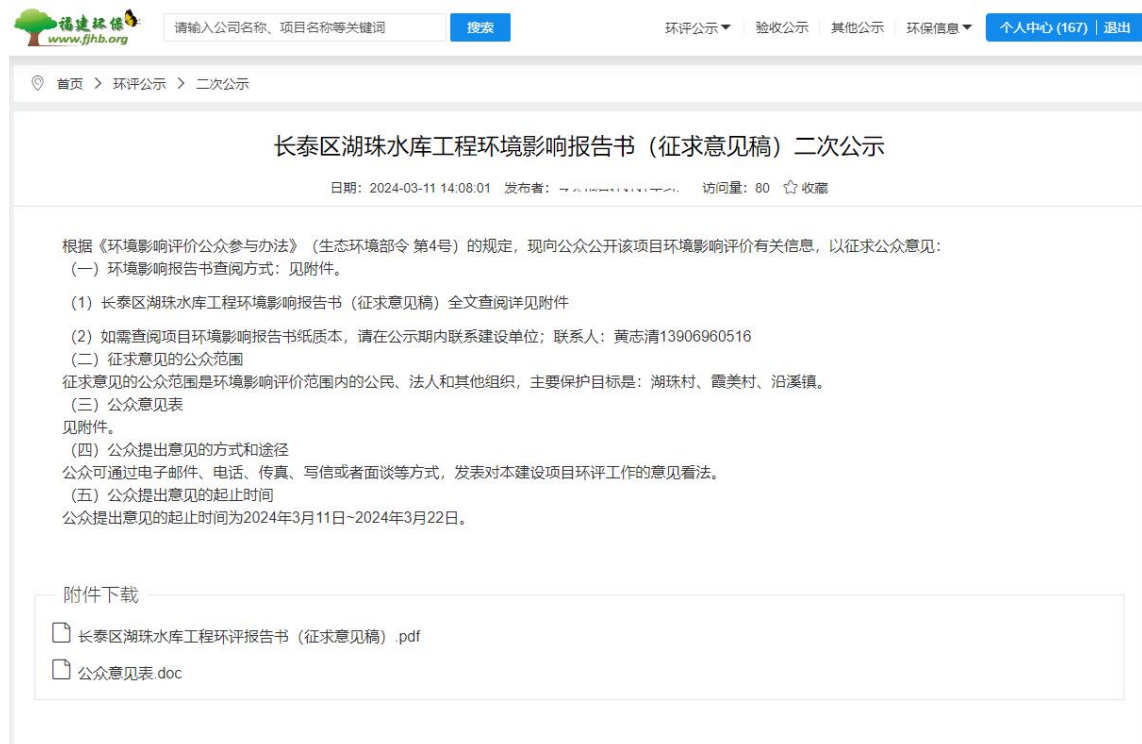 福建环保
www.fjhb.org
请输入公司名称、项目名称等关键词
搜索
环评公示
验收公示
其他公示
环保信息
个人中心 (167)
退出
首页 > 环评公示 > 二次公示
长泰区湖珠水库工程环境影响报告书（征求意见稿）二次公示
日期：2024-03-11 14:08:01 发布者： 访问量：80 收藏
根据《环境影响评价公众参与办法》（生态环境部令 第4号）的规定，现向公众公开该项目环境影响评价有关信息，以征求公众意见：
（一）环境影响报告书查阅方式：见附件。
（1）长泰区湖珠水库工程环境影响报告书（征求意见稿）全文查阅详见附件
（2）如需查阅项目环境影响报告书纸质本，请在公示期内联系建设单位；联系人：黄志清13906960516
（二）征求意见的公众范围
征求意见的公众范围是环境影响评价范围内的公民、法人和其他组织，主要保护目标是：湖珠村、霞美村、沿溪镇。
（三）公众意见表
见附件。
（四）公众提出意见的方式和途径
公众可通过电子邮件、电话、传真、写信或者面谈等方式，发表对本建设项目环评工作的意见看法。
（五）公众提出意见的起止时间
公众提出意见的起止时间为2024年3月11日~2024年3月22日。
附件下载
长泰区湖珠水库工程环评报告书（征求意见稿）.pdf
公众意见表.doc